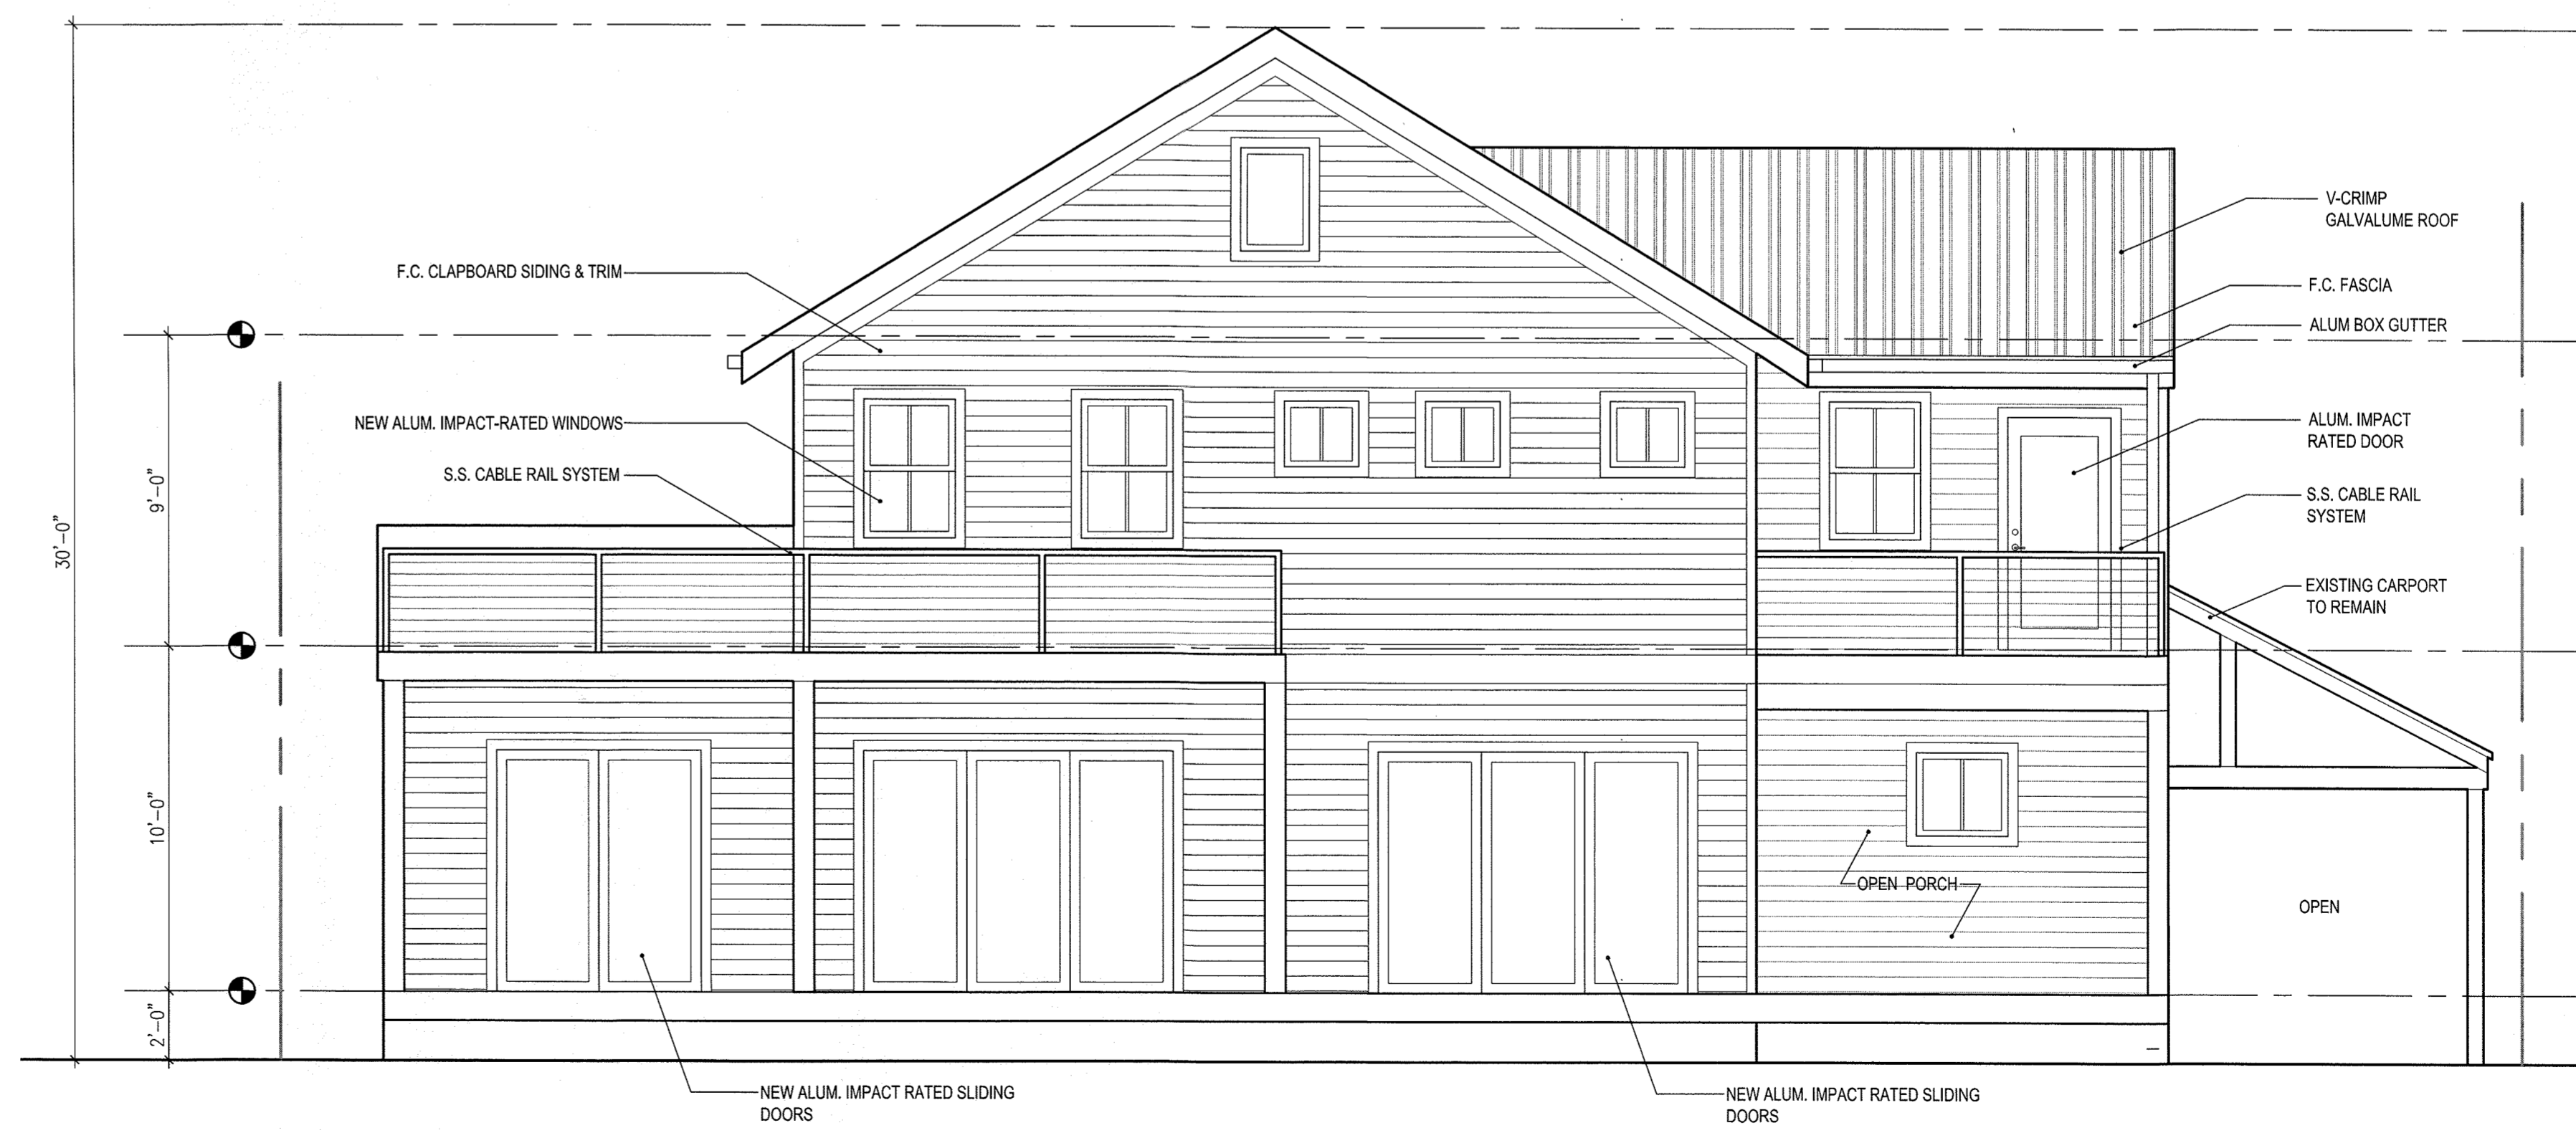 V-CRIMP
GALVALUME ROOF
F.C. CLAPBOARD SIDING & TRIM
F.C. FASCIA
ALUM BOX GUTTER
NEW ALUM. IMPACT-RATED WINDOWS
ALUM. IMPACT
RATED DOOR
S.S. CABLE RAIL SYSTEM
S.S. CABLE RAIL
SYSTEM
9'-0"
30'-0"
EXISTING CARPORT
TO REMAIN
10'-0"
OPEN PORCH
OPEN
2'-0"
NEW ALUM. IMPACT RATED SLIDING
DOORS
NEW ALUM. IMPACT RATED SLIDING
DOORS